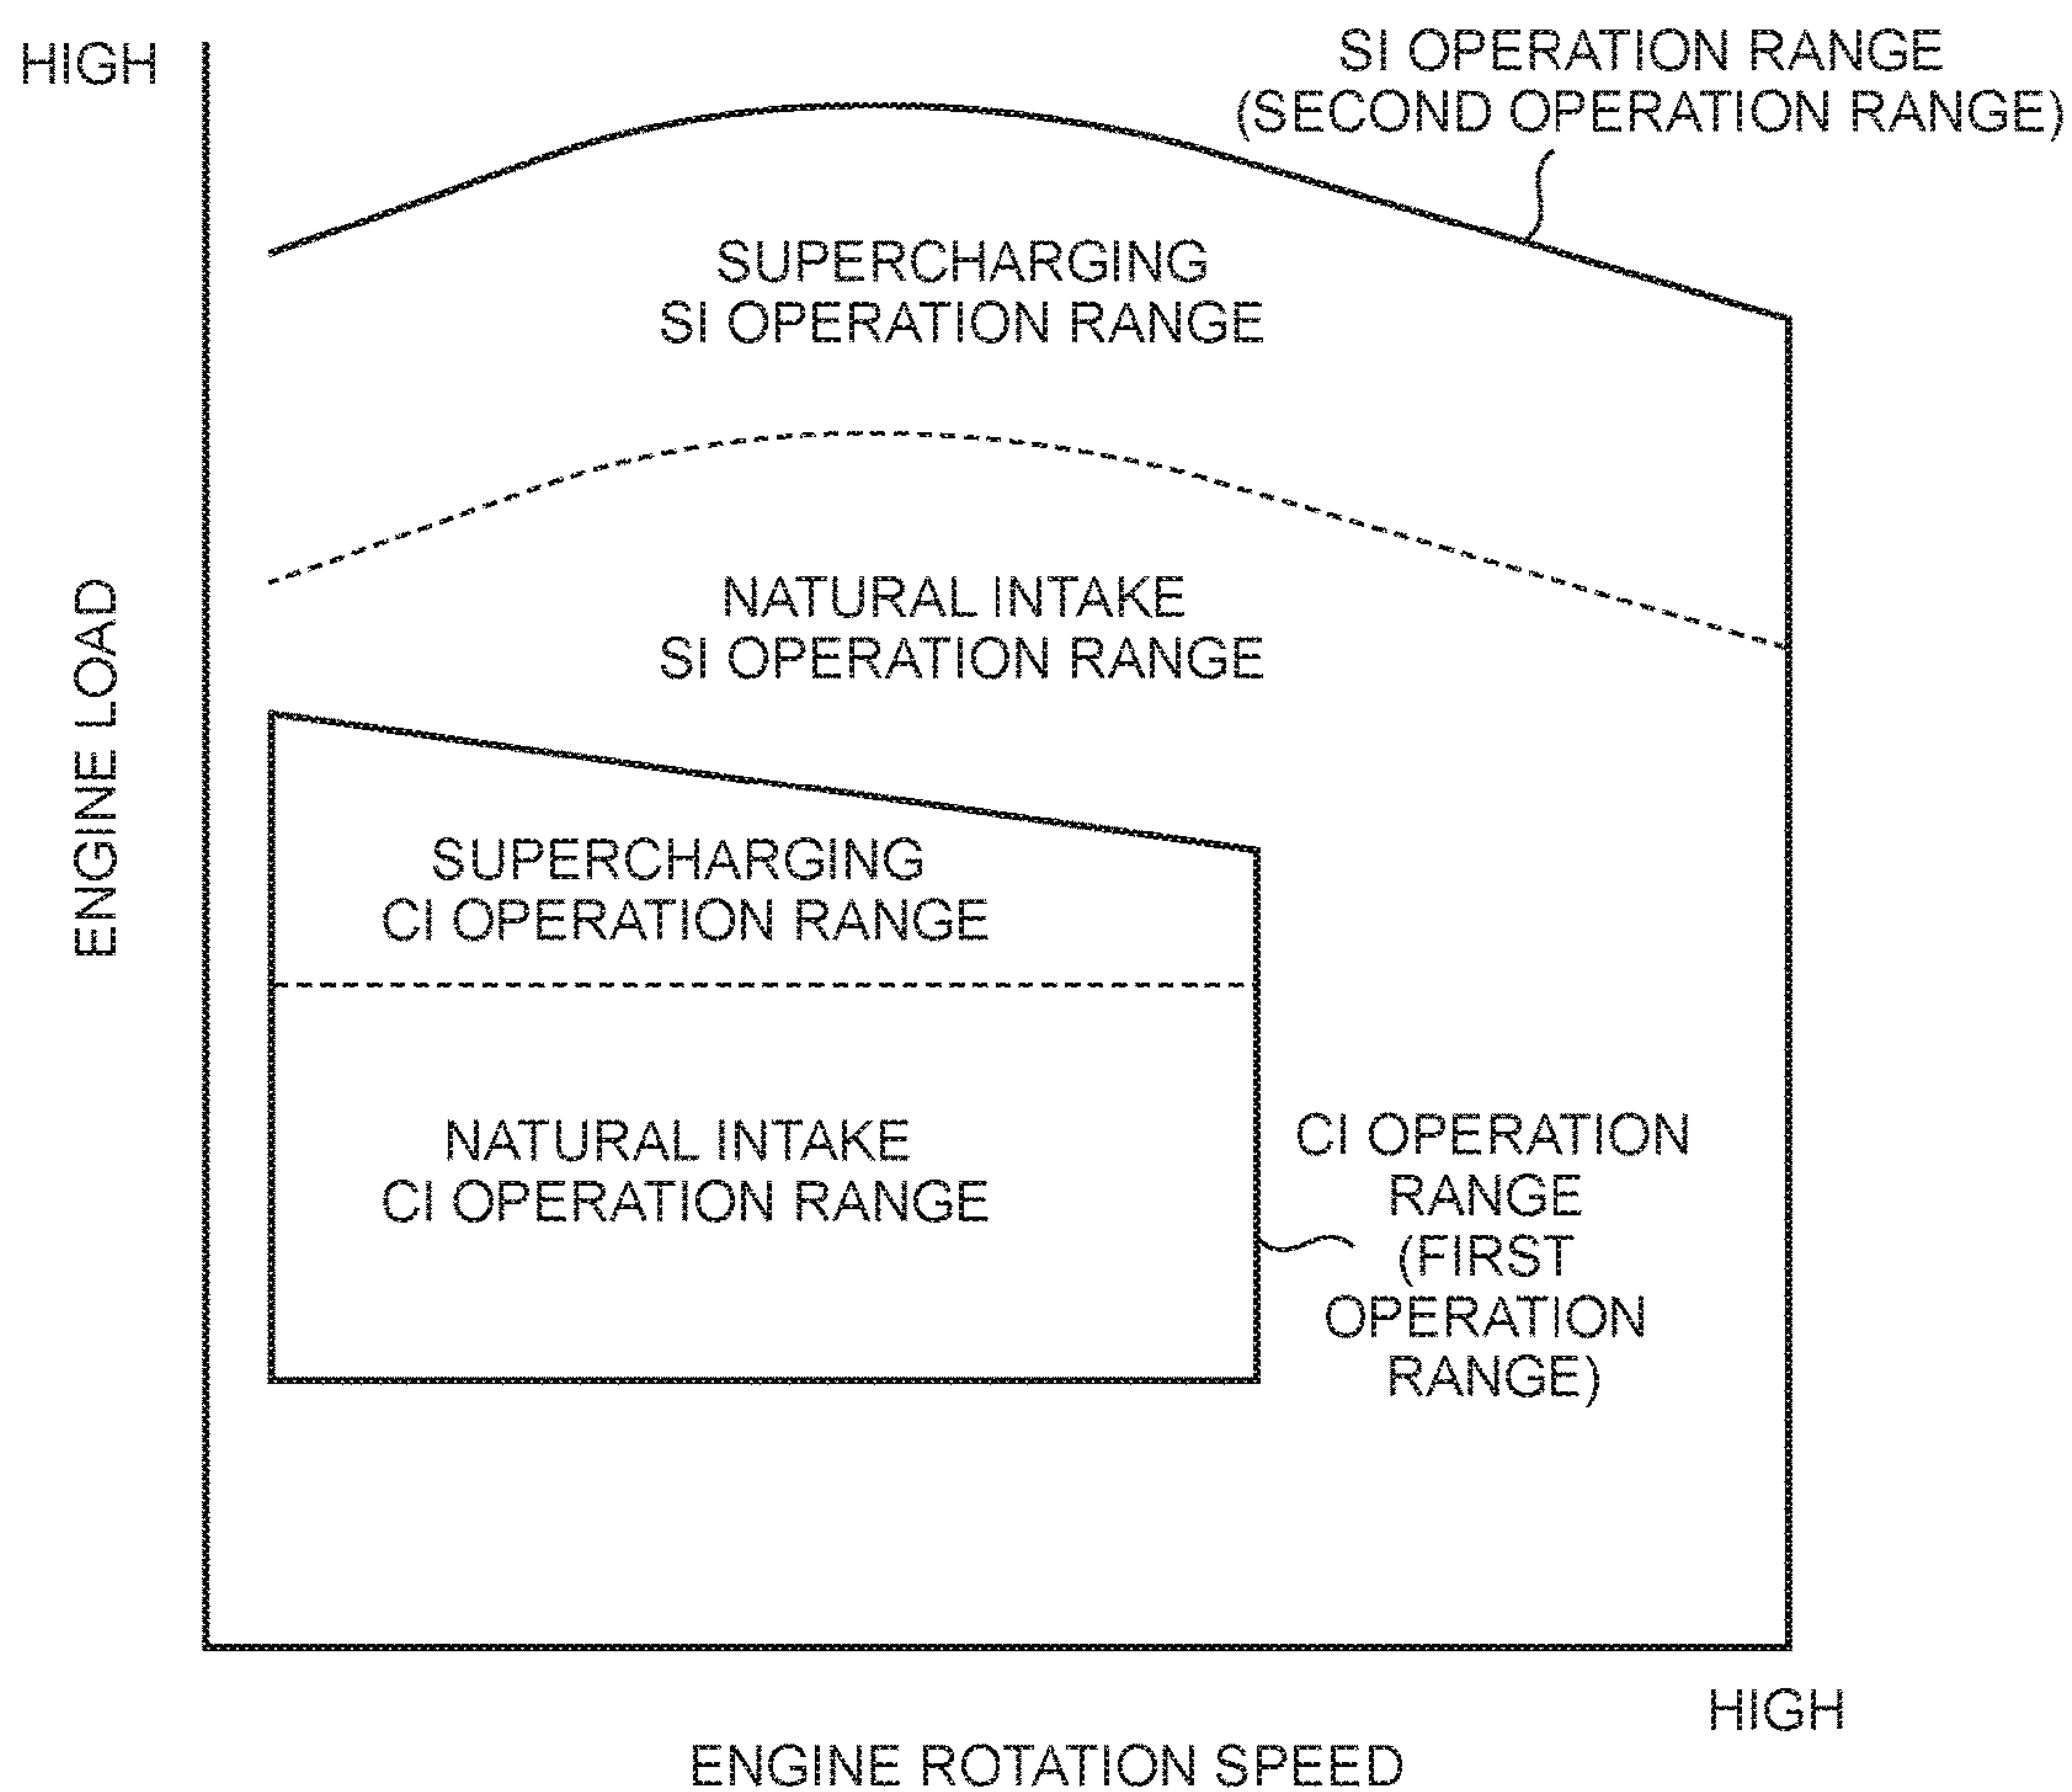 HIGH
SI OPERATION RANGE
(SECOND OPERATION RANGE)
SUPERCHARGING
SI OPERATION RANGE
NATURAL INTAKE
SI OPERATION RANGE
ENGINE LOAD
SUPERCHARGING
CI OPERATION RANGE
NATURAL INTAKE
CI OPERATION RANGE
CI OPERATION
RANGE
(FIRST
OPERATION
RANGE)
HIGH
ENGINE ROTATION SPEED